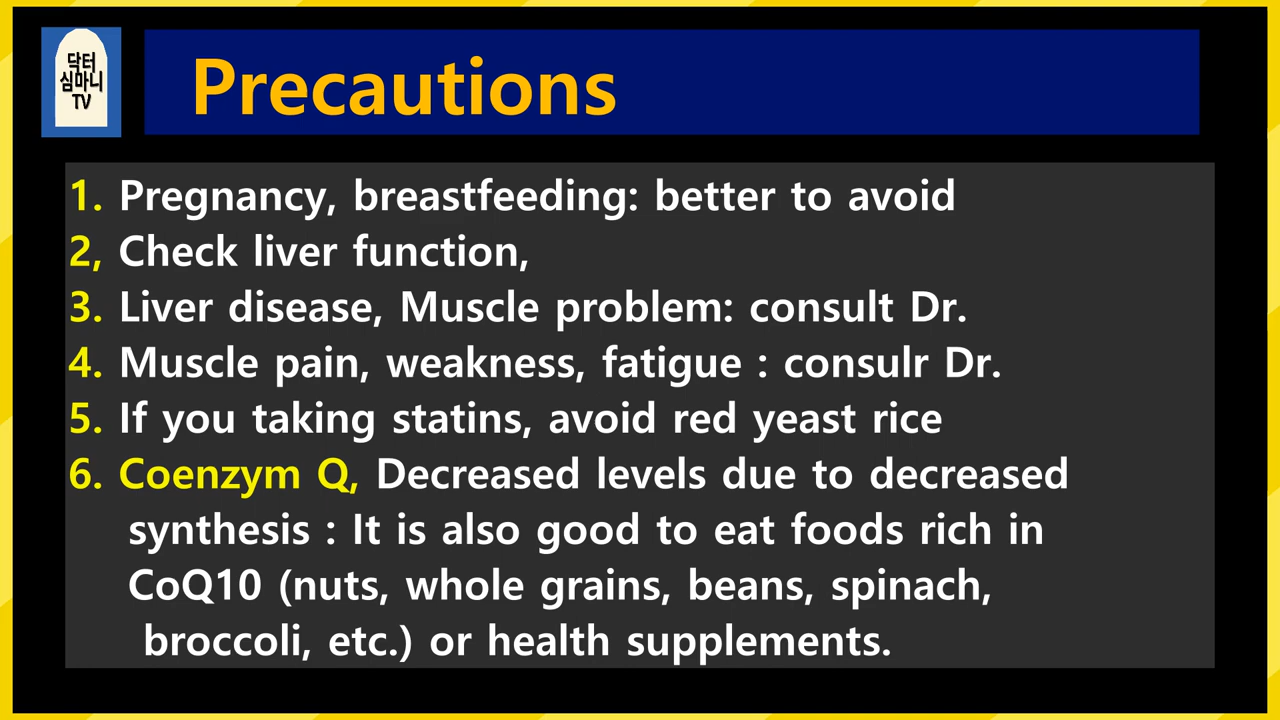 닥터
심마니
TV
Precautions
1. Pregnancy, breastfeeding: better to avoid
2, Check liver function,
3. Liver disease, Muscle problem: consult Dr.
4. Muscle pain, weakness, fatigue : consulr Dr.
5. If you taking statins, avoid red yeast rice
6. Coenzym Q, Decreased levels due to decreased
synthesis : It is also good to eat foods rich in
CoQ10 (nuts, whole grains, beans, spinach,
broccoli, etc.) or health supplements.